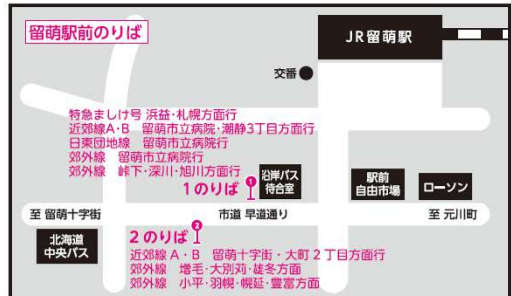 留萌駅前のりば
JR留萌駅
交番
特急ましけ号 浜益・札幌方面行
近郊線A・B 留萌市立病院・潮静3丁目方面行
日東団地線 留萌市立病院行
郊外線 留萌市立病院行
郊外線 峠下・深川・旭川方面行
1のりば
1
沿岸バス
待合室
駅前
自由市場
ローソン
至 留萌十字街
市道 早道通り
至 元川町
北海道
中央バス
2のりば
2
近郊線A・B 留萌十字街・大町2丁目方面行
郊外線 増毛・大別苅・雄冬方面
郊外線 小平・羽幌・幌延・豊富方面